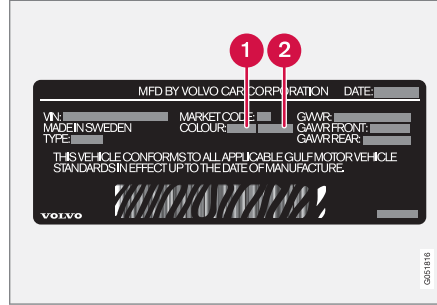 1 2
MFD BY VOLVO CAR CORPORATION DATE:
VIN: MARKET CODE: GVWR:
MADE IN SWEDEN COLOUR: GAWR FRONT:
TYPE: GAWR REAR:
THIS VEHICLE CONFORMS TO ALL APPLICABLE GULF MOTOR VEHICLE
STANDARDS IN EFFECT UP TO THE DATE OF MANUFACTURE.
VOLVO
G051816